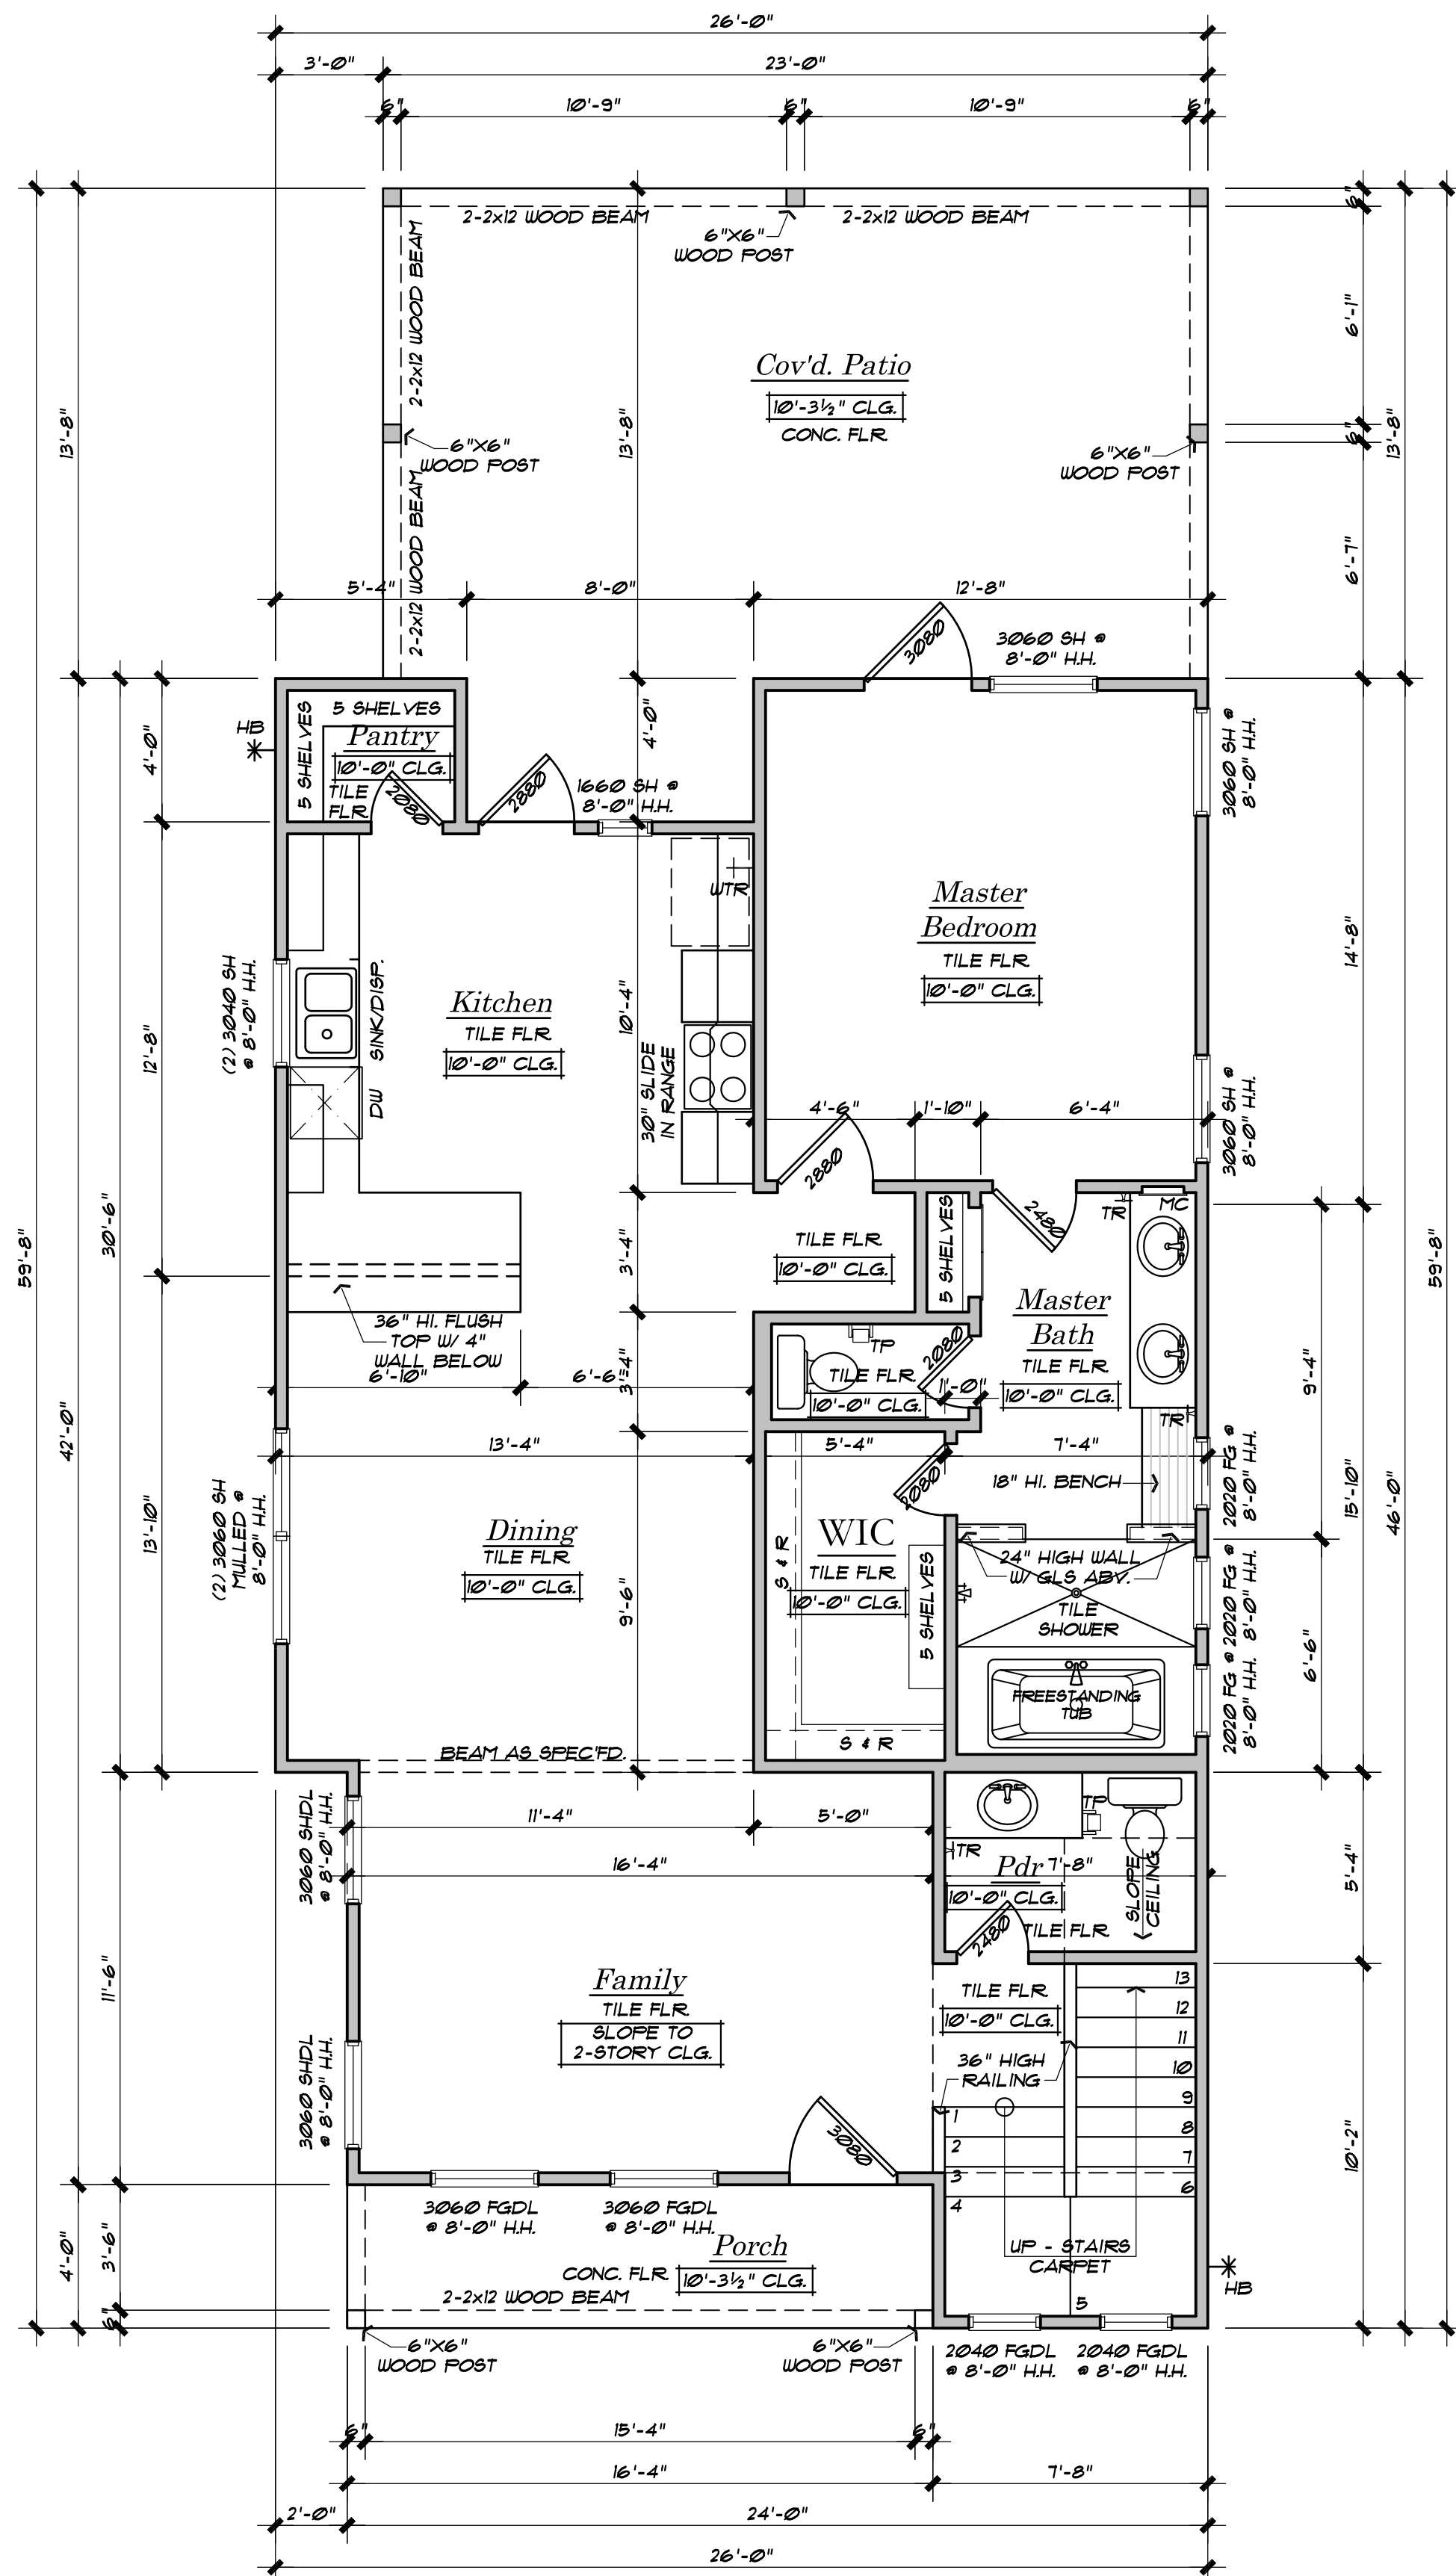 26'-0"
3'-0"
23'-0"
6"
10'-9"
6"
10'-9"
6"
2-2x12 WOOD BEAM
2-2x12 WOOD BEAM
6"X6"
WOOD POST
2-2x12 WOOD BEAM
6"
6'-1"
Cov'd. Patio
10'-3½" CLG.
CONC. FLR.
13'-8"
13'-8"
6"X6"
WOOD POST
6"X6"
WOOD POST
6"
13'-8"
2-2x12 WOOD BEAM
6'-7"
5'-4"
8'-0"
12'-8"
3080
3060 SH @
8'-0" H.H.
5 SHELVES
5 SHELVES
Pantry
10'-0" CLG.
TILE
FLR.
2080
HB
4'-0"
4'-0"
2880
1660 SH @
8'-0" H.H.
3060 SH @
8'-0" H.H.
WTR
Master
Bedroom
TILE FLR.
10'-0" CLG.
14'-8"
(2) 3040 SH
@ 8'-0" H.H.
SINK/DISP.
DW
Kitchen
TILE FLR.
10'-0" CLG.
10'-4"
30" SLIDE
IN RANGE
12'-8"
4'-6"
1'-10"
6'-4"
2880
3060 SH @
8'-0" H.H.
59'-8"
30'-6"
3'-4"
TILE FLR.
10'-0" CLG.
5 SHELVES
2480
TR
MC
59'-8"
36" HI. FLUSH
TOP W/ 4"
WALL BELOW
Master
Bath
TILE FLR.
10'-0" CLG.
TP
TILE FLR.
10'-0" CLG.
2080
1'-0"
6'-10"
6'-6"
3'-4"
9'-4"
TR
42'-0"
13'-4"
5'-4"
7'-4"
2080
18" HI. BENCH
2020 FG @
8'-0" H.H.
15'-10"
46'-0"
13'-10"
(2) 3060 SH
MULLED @
8'-0" H.H.
Dining
TILE FLR.
10'-0" CLG.
9'-6"
S & R
WIC
TILE FLR.
10'-0" CLG.
5 SHELVES
24" HIGH WALL
W/ GLS ABV.
TILE
SHOWER
2020 FG @
8'-0" H.H.
6'-6"
FREESTANDING
TUB
2020 FG @
8'-0" H.H.
S & R
BEAM AS SPEC'FD.
3060 SHDL
@ 8'-0" H.H.
11'-4"
5'-0"
TP
TR
16'-4"
Pdr
7'-8"
10'-0" CLG.
TILE FLR.
SLOPE
CEILING
2480
5'-4"
11'-6"
Family
TILE FLR.
SLOPE TO
2-STORY CLG.
TILE FLR.
10'-0" CLG.
36" HIGH
RAILING
3060 SHDL
@ 8'-0" H.H.
3080
13
12
11
10
9
8
7
6
1
2
3
4
5
10'-2"
3060 FGDL
@ 8'-0" H.H.
3060 FGDL
@ 8'-0" H.H.
Porch
CONC. FLR.
10'-3½" CLG.
2-2x12 WOOD BEAM
UP - STAIRS
CARPET
HB
4'-0"
3'-6"
6"
6"X6"
WOOD POST
6"X6"
WOOD POST
2040 FGDL
@ 8'-0" H.H.
2040 FGDL
@ 8'-0" H.H.
6"
15'-4"
6"
16'-4"
7'-8"
2'-0"
24'-0"
26'-0"